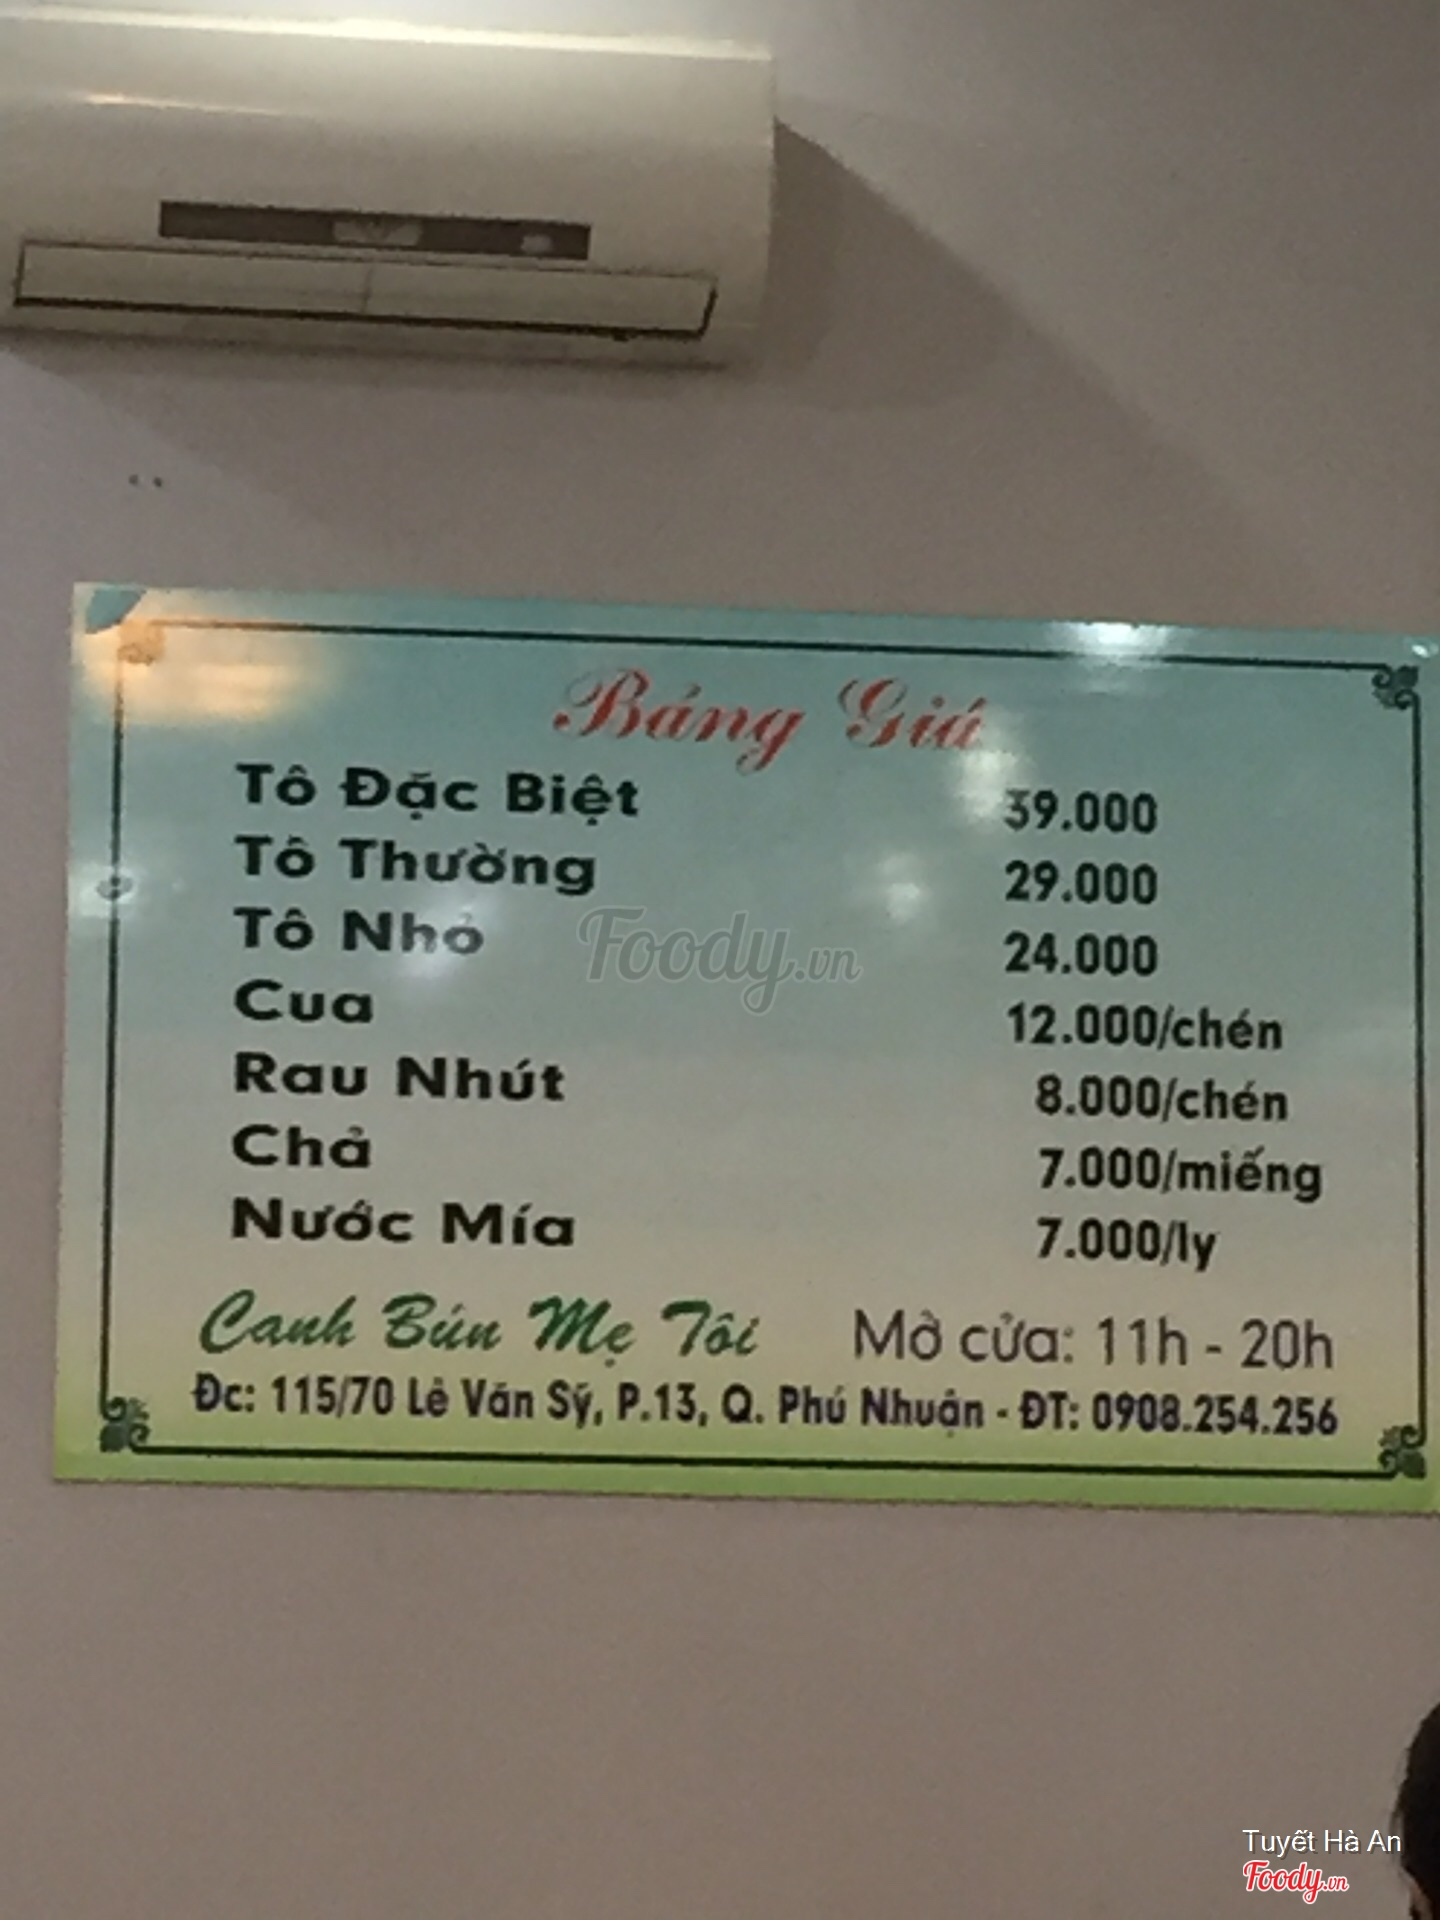 Bảng Giá
Tô Đặc Biệt 39.000
Tô Thường 29.000
Tô Nhỏ 24.000
Cua 12.000/chén
Rau Nhút 8.000/chén
Chả 7.000/miếng
Nước Mía 7.000/ly
Canh Bún Mẹ Tôi Mở cửa: 11h - 20h
Đc: 115/70 Lê Văn Sỹ, P.13, Q. Phú Nhuận - ĐT: 0908.254.256
Foody.vn
Tuyết Hà An
Foody.vn